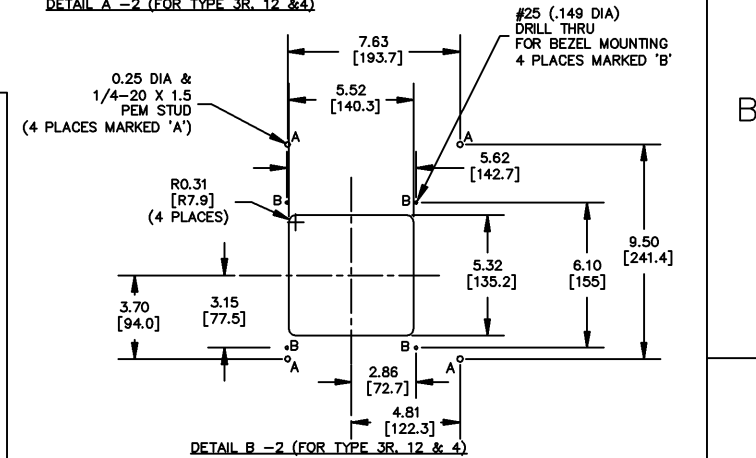 DETAIL A -2 (FOR TYPE 3R, 12 &4)
#25 (.149 DIA)
DRILL THRU
FOR BEZEL MOUNTING
4 PLACES MARKED 'B'
7.63
[193.7]
0.25 DIA &
1/4-20 X 1.5
PEM STUD
(4 PLACES MARKED 'A')
5.52
[140.3]
B
A
A
5.62
[142.7]
R0.31
[R7.9]
(4 PLACES)
B
B
9.50
[241.4]
5.32
[135.2]
6.10
[155]
3.70
[94.0]
3.15
[77.5]
B
B
A
A
2.86
[72.7]
4.81
[122.3]
DETAIL B -2 (FOR TYPE 3R, 12 & 4)